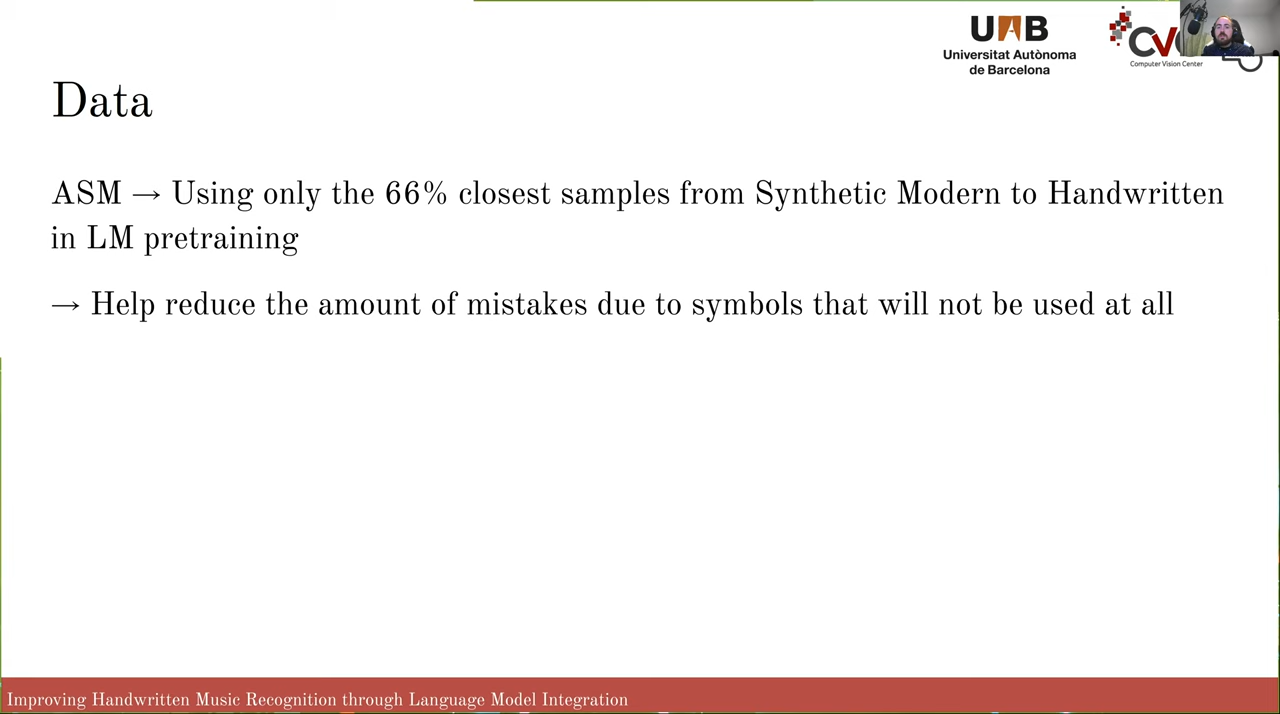 UAB
Universitat Autònoma
de Barcelona
CVC
Computer Vision Center
Data
ASM → Using only the 66% closest samples from Synthetic Modern to Handwritten
in LM pretraining
→ Help reduce the amount of mistakes due to symbols that will not be used at all
Improving Handwritten Music Recognition through Language Model Integration